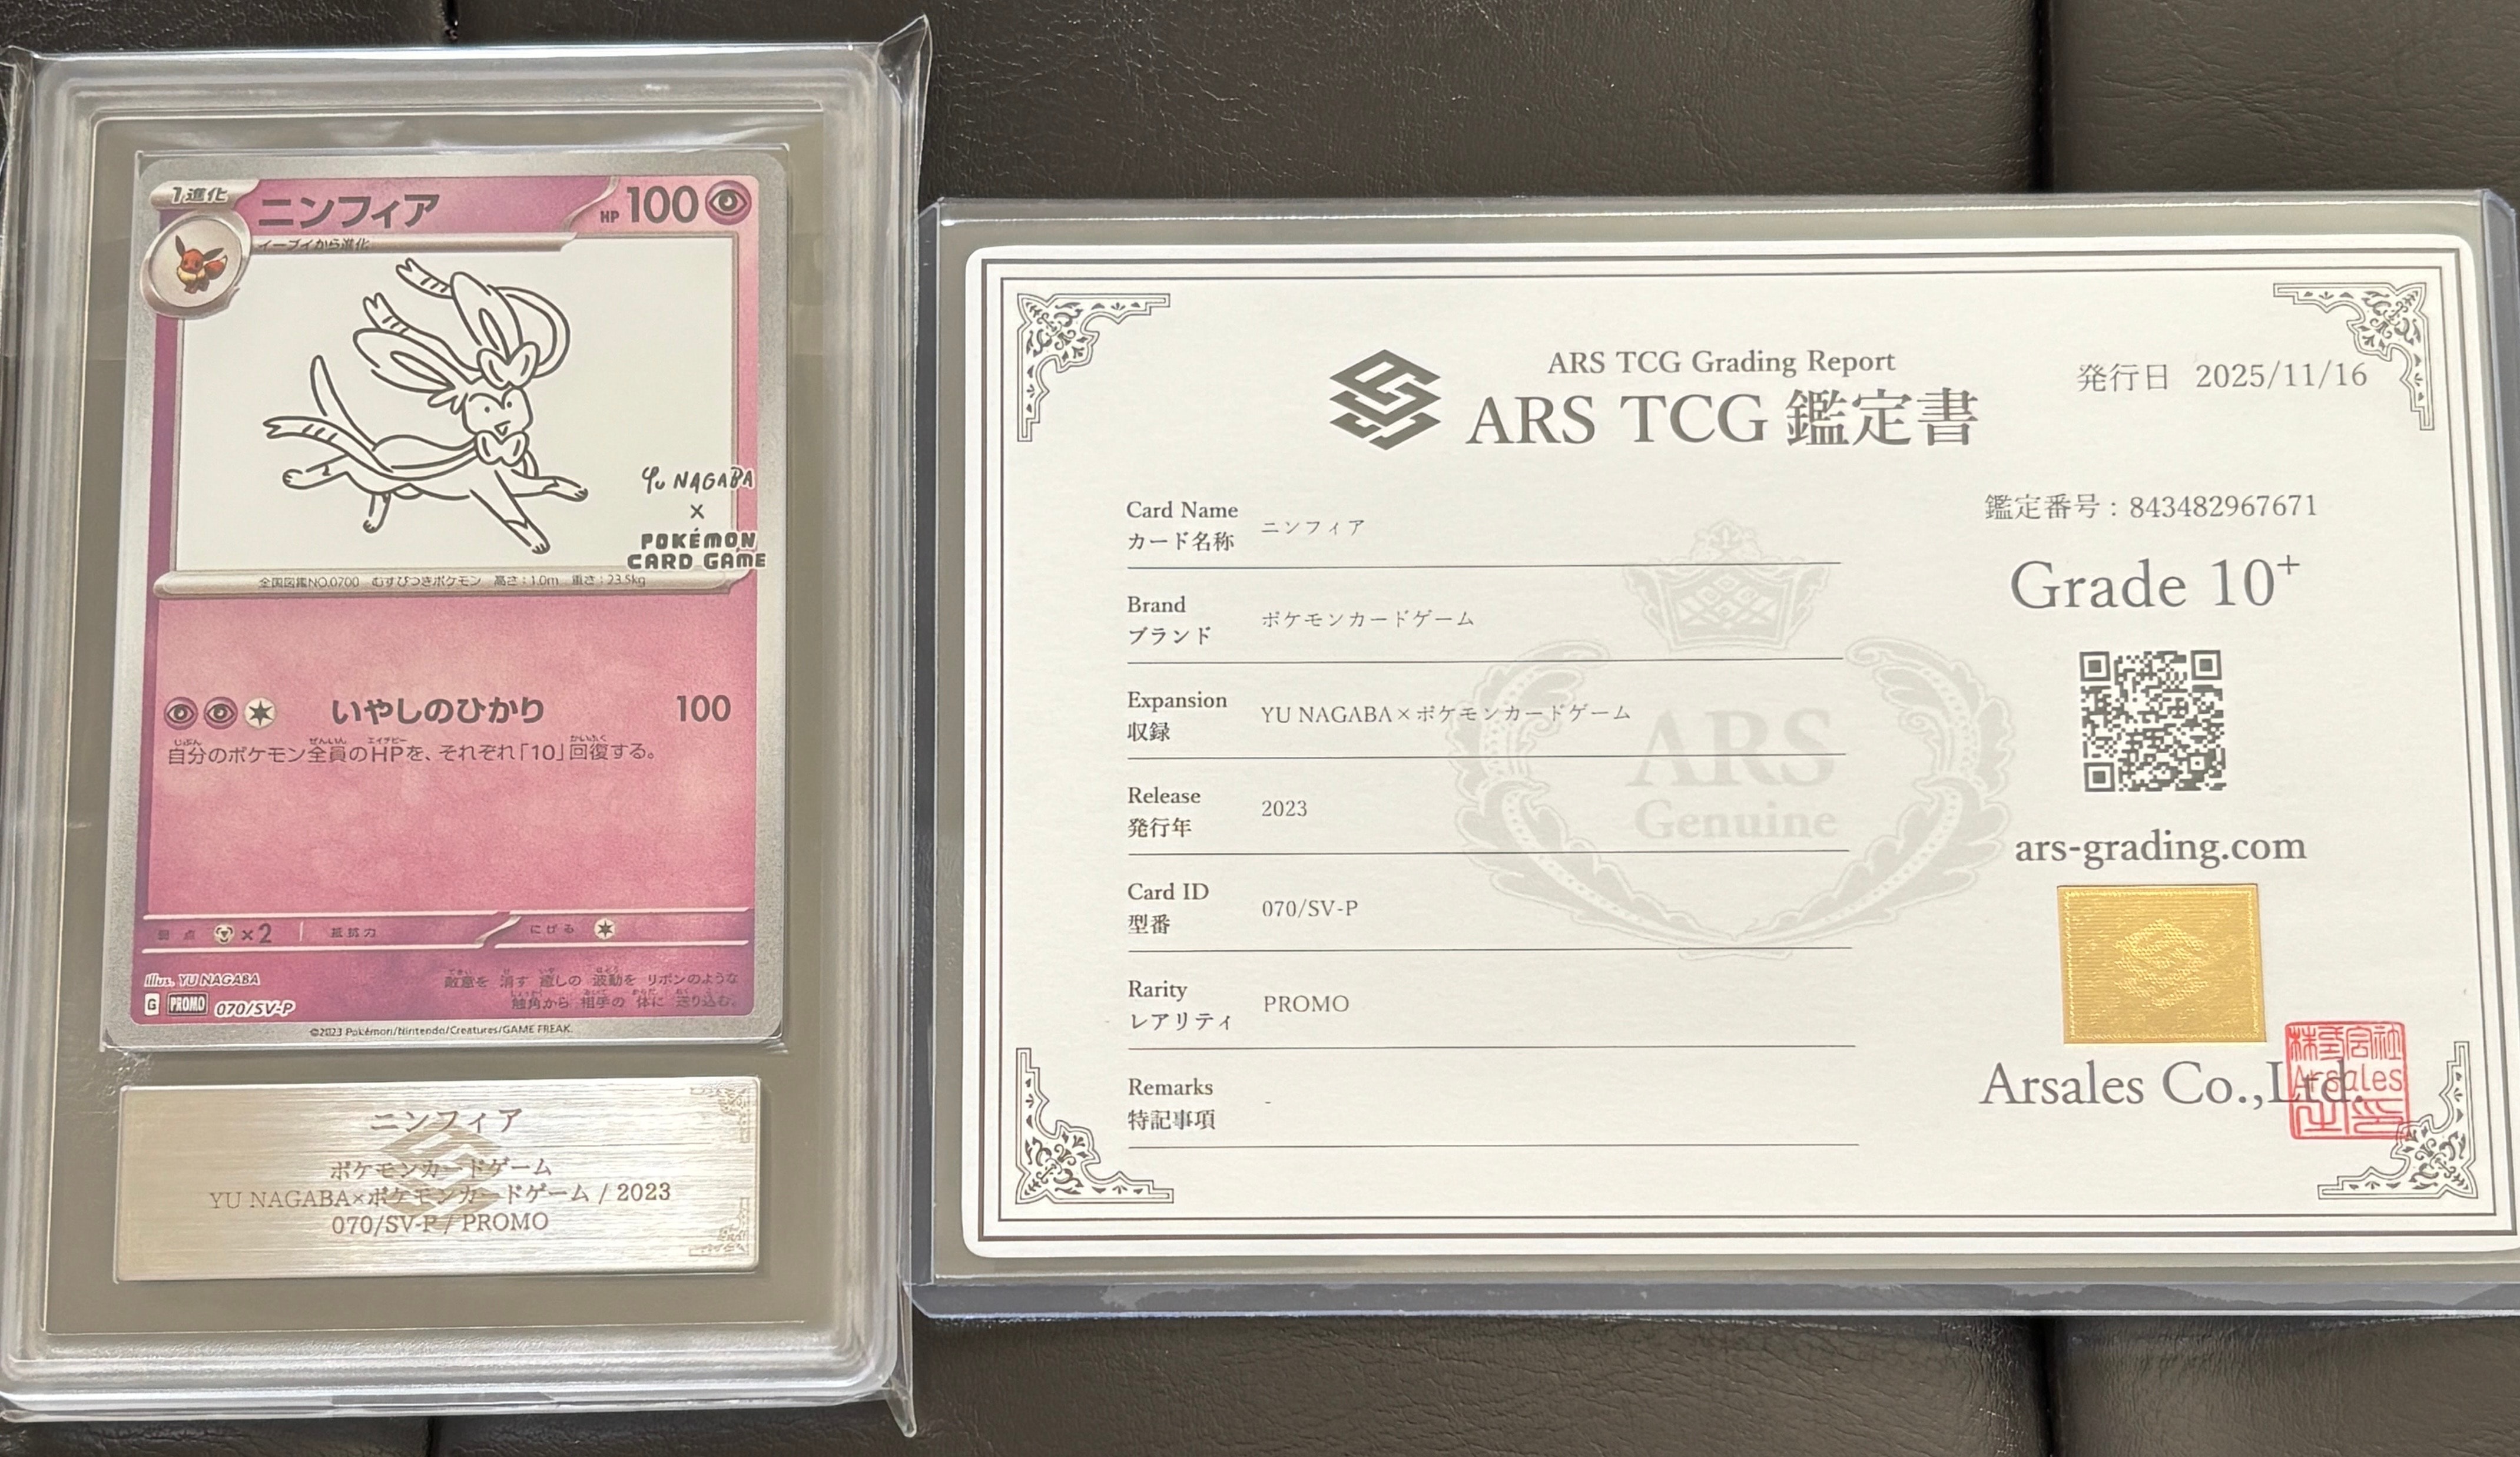 1進化
ニンフィア
HP 100
イーブイから進化
YU NAGABA
×
POKÉMON
CARD GAME
全国図鑑NO.0700 むすびつきポケモン 高さ:1.0m 重さ:23.5kg
いやしのひかり 100
自分のポケモン全員のHPを、それぞれ「10」回復する。
弱点 ×2 抵抗力 にげる
Illus. YU NAGABA
敵意を 消す 癒しの 波動を リボンのような
触角から 相手の 体に 送り込む。
G PROMO 070/SV-P
©2023 Pokémon/Nintendo/Creatures/GAME FREAK.
ニンフィア
ポケモンカードゲーム
YU NAGABA×ポケモンカードゲーム / 2023
070/SV-P / PROMO
ARS TCG Grading Report
ARS TCG 鑑定書
発行日 2025/11/16
鑑定番号 : 843482967671
Grade 10+
Card Name
カード名称
ニンフィア
Brand
ブランド
ポケモンカードゲーム
Expansion
収録
YU NAGABA×ポケモンカードゲーム
Release
発行年
2023
Card ID
型番
070/SV-P
Rarity
レアリティ
PROMO
Remarks
特記事項
-
ARS
Genuine
ars-grading.com
Arsales Co.,Ltd.
株式会社
Arsales